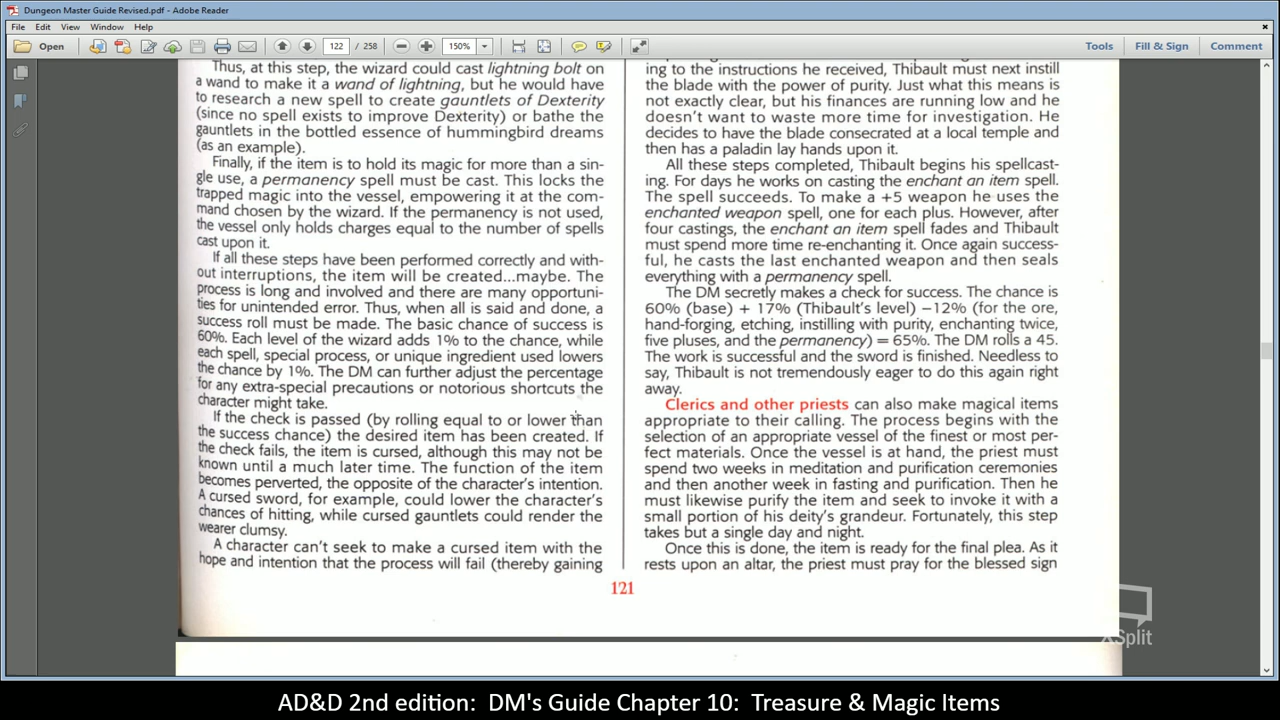 Dungeon Master Guide Revised.pdf - Adobe Reader
File Edit View Window Help
Open 122 / 258 150% Tools Fill & Sign Comment
Thus, at this step, the wizard could cast lightning bolt on
a wand to make it a wand of lightning, but he would have
to research a new spell to create gauntlets of Dexterity
(since no spell exists to improve Dexterity) or bathe the
gauntlets in the bottled essence of hummingbird dreams
(as an example).
Finally, if the item is to hold its magic for more than a sin-
gle use, a permanency spell must be cast. This locks the
trapped magic into the vessel, empowering it at the com-
mand chosen by the wizard. If the permanency is not used,
the vessel only holds charges equal to the number of spells
cast upon it.
If all these steps have been performed correctly and with-
out interruptions, the item will be created...maybe. The
process is long and involved and there are many opportuni-
ties for unintended error. Thus, when all is said and done, a
success roll must be made. The basic chance of success is
60%. Each level of the wizard adds 1% to the chance, while
each spell, special process, or unique ingredient used lowers
the chance by 1%. The DM can further adjust the percentage
for any extra-special precautions or notorious shortcuts the
character might take.
If the check is passed (by rolling equal to or lower than
the success chance) the desired item has been created. If
the check fails, the item is cursed, although this may not be
known until a much later time. The function of the item
becomes perverted, the opposite of the character's intention.
A cursed sword, for example, could lower the character's
chances of hitting, while cursed gauntlets could render the
wearer clumsy.
A character can't seek to make a cursed item with the
hope and intention that the process will fail (thereby gaining
ing to the instructions he received, Thibault must next instill
the blade with the power of purity. Just what this means is
not exactly clear, but his finances are running low and he
doesn't want to waste more time for investigation. He
decides to have the blade consecrated at a local temple and
then has a paladin lay hands upon it.
All these steps completed, Thibault begins his spellcast-
ing. For days he works on casting the enchant an item spell.
The spell succeeds. To make a +5 weapon he uses the
enchanted weapon spell, one for each plus. However, after
four castings, the enchant an item spell fades and Thibault
must spend more time re-enchanting it. Once again success-
ful, he casts the last enchanted weapon and then seals
everything with a permanency spell.
The DM secretly makes a check for success. The chance is
60% (base) + 17% (Thibault's level) −12% (for the ore,
hand-forging, etching, instilling with purity, enchanting twice,
five pluses, and the permanency) = 65%. The DM rolls a 45.
The work is successful and the sword is finished. Needless to
say, Thibault is not tremendously eager to do this again right
away.
Clerics and other priests can also make magical items
appropriate to their calling. The process begins with the
selection of an appropriate vessel of the finest or most per-
fect materials. Once the vessel is at hand, the priest must
spend two weeks in meditation and purification ceremonies
and then another week in fasting and purification. Then he
must likewise purify the item and seek to invoke it with a
small portion of his deity's grandeur. Fortunately, this step
takes but a single day and night.
Once this is done, the item is ready for the final plea. As it
rests upon an altar, the priest must pray for the blessed sign
121
XSplit
AD&D 2nd edition: DM's Guide Chapter 10: Treasure & Magic Items